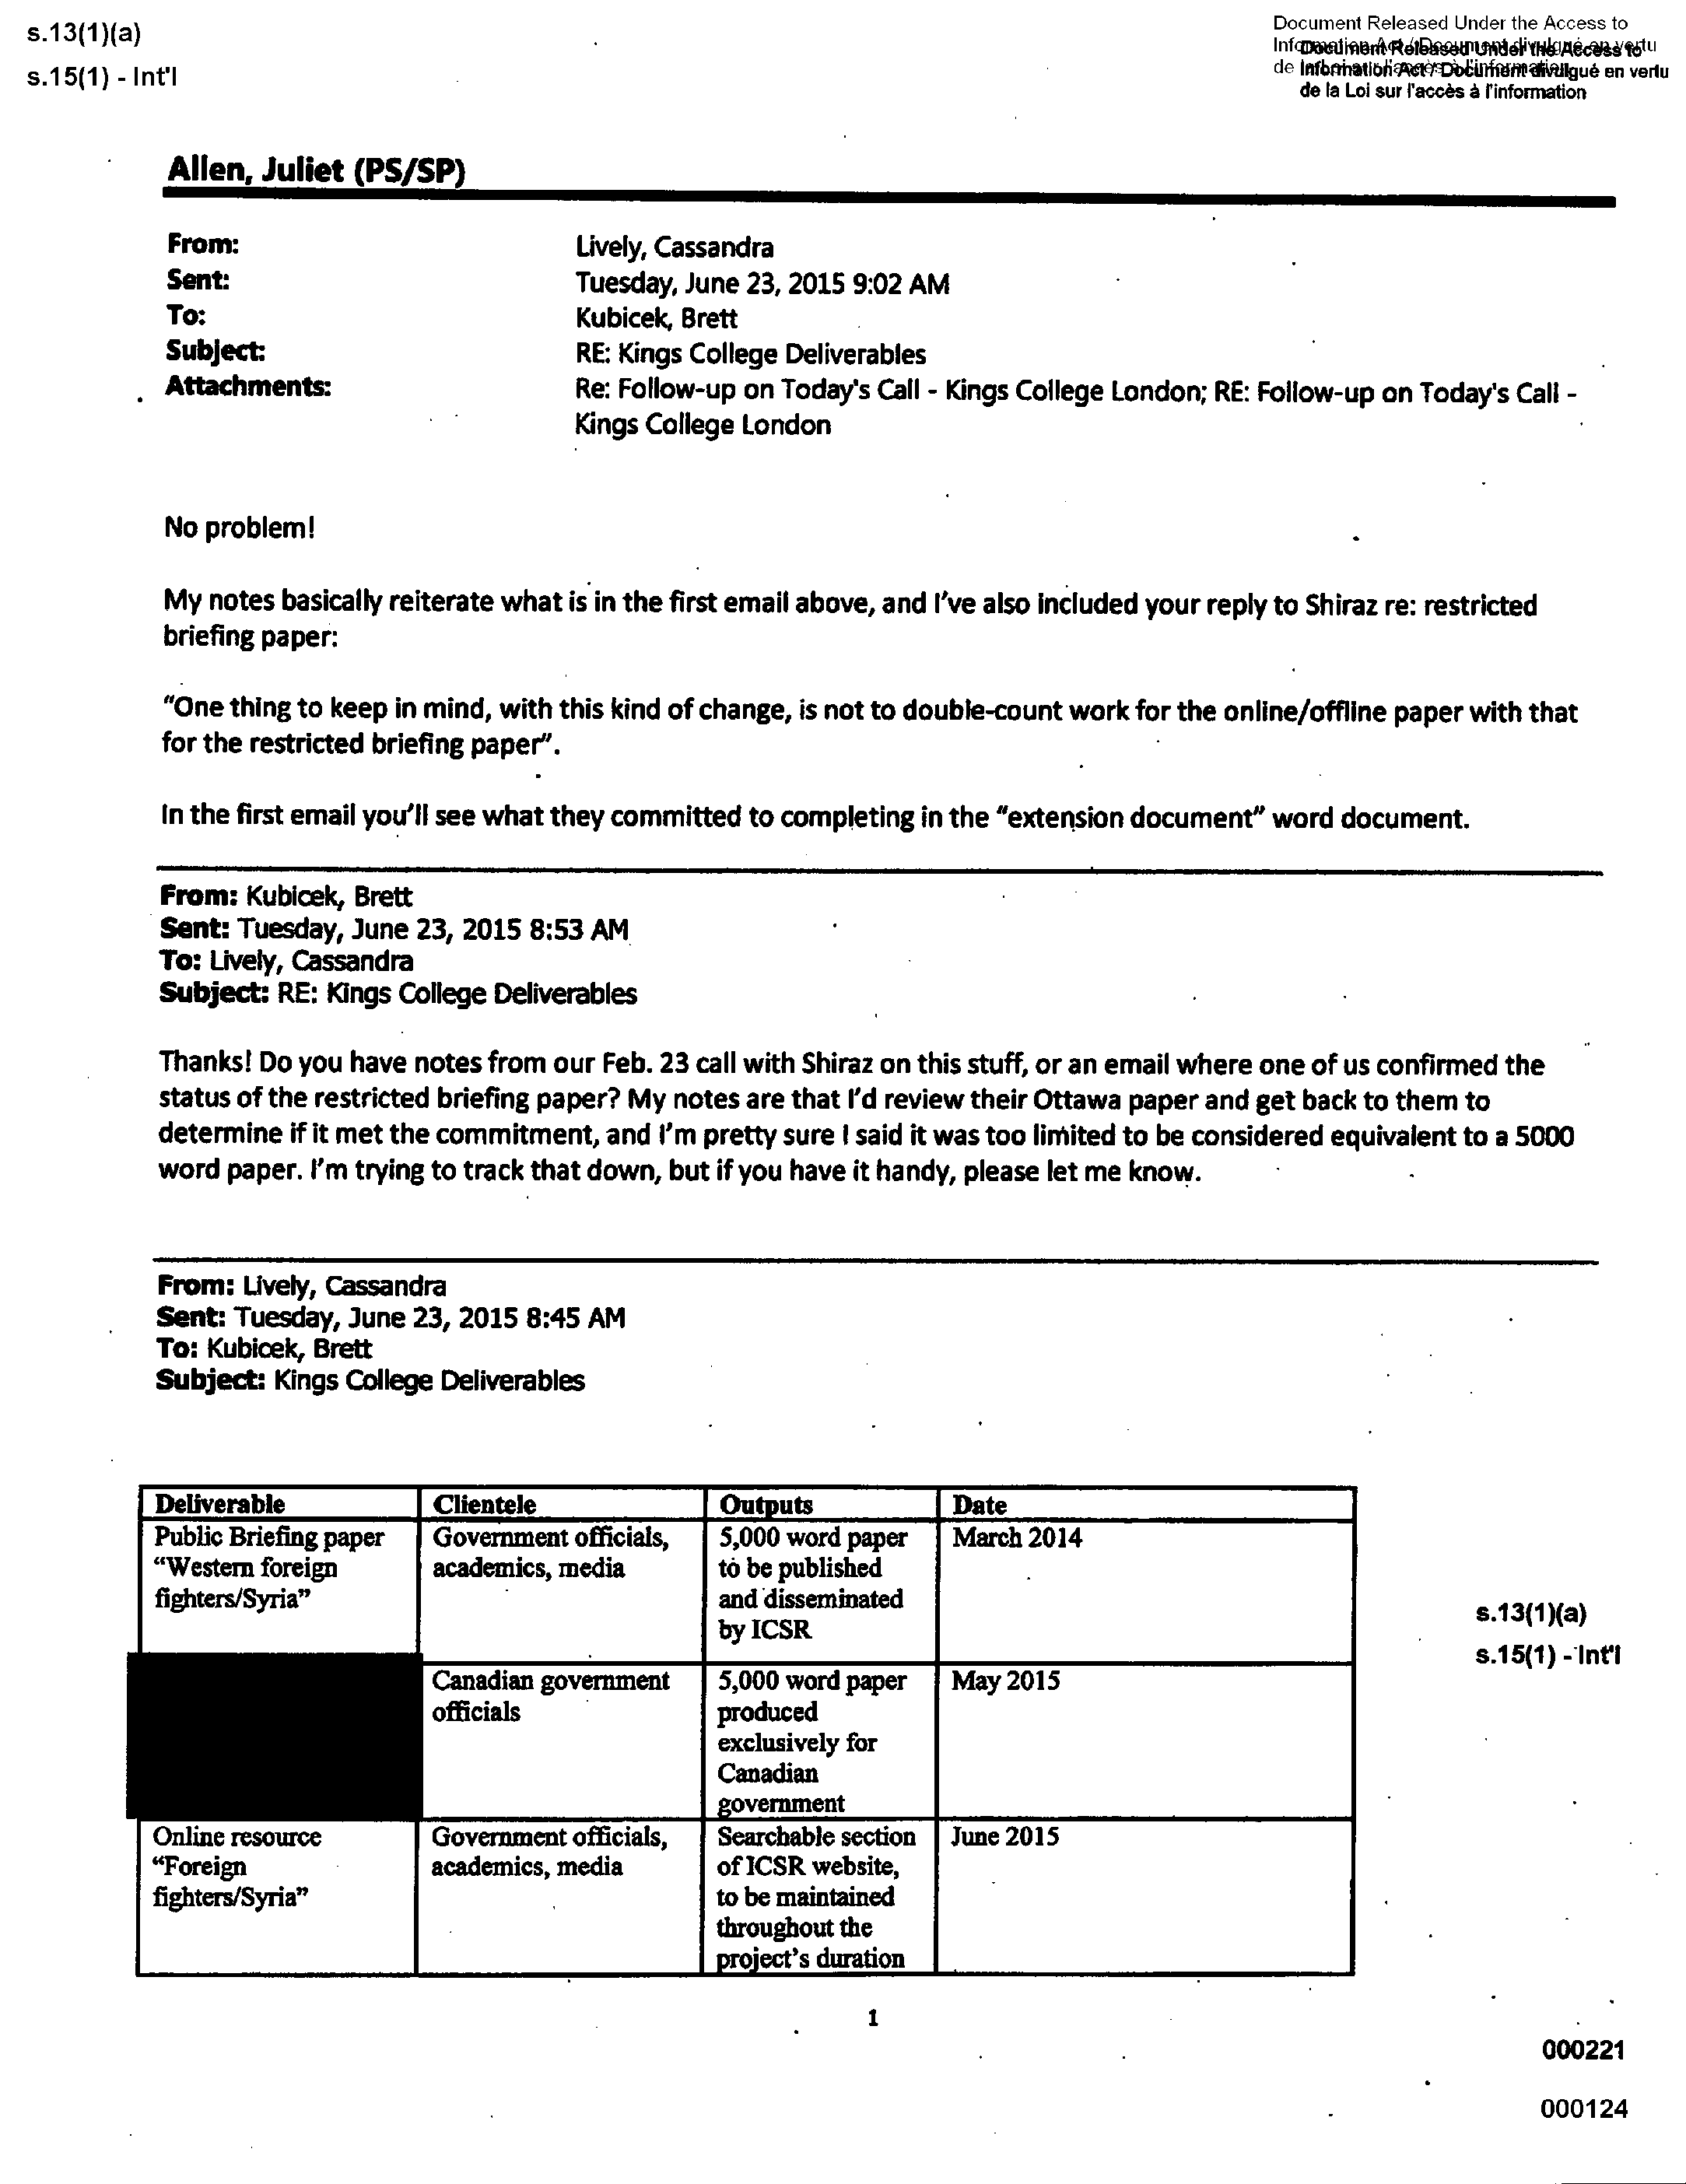 s.13(1)(a)
s.15(1) - Int'l
Document Released Under the Access to
Information Act / Document divulgué en vertu
Document Released Under the Access to
Information Act / Document divulgué en vertu
de la Loi sur l'accès à l'information
Allen, Juliet (PS/SP)
From: Lively, Cassandra
Sent: Tuesday, June 23, 2015 9:02 AM
To: Kubicek, Brett
Subject: RE: Kings College Deliverables
Attachments: Re: Follow-up on Today's Call - Kings College London; RE: Follow-up on Today's Call -
Kings College London
No problem!
My notes basically reiterate what is in the first email above, and I've also included your reply to Shiraz re: restricted
briefing paper:
"One thing to keep in mind, with this kind of change, is not to double-count work for the online/offline paper with that
for the restricted briefing paper".
In the first email you'll see what they committed to completing in the "extension document" word document.
From: Kubicek, Brett
Sent: Tuesday, June 23, 2015 8:53 AM
To: Lively, Cassandra
Subject: RE: Kings College Deliverables
Thanks! Do you have notes from our Feb. 23 call with Shiraz on this stuff, or an email where one of us confirmed the
status of the restricted briefing paper? My notes are that I'd review their Ottawa paper and get back to them to
determine if it met the commitment, and I'm pretty sure I said it was too limited to be considered equivalent to a 5000
word paper. I'm trying to track that down, but if you have it handy, please let me know.
From: Lively, Cassandra
Sent: Tuesday, June 23, 2015 8:45 AM
To: Kubicek, Brett
Subject: Kings College Deliverables
Deliverable Clientele Outputs Date
Public Briefing paper Government officials, 5,000 word paper March 2014
"Western foreign academics, media to be published
fighters/Syria" and disseminated
by ICSR
s.13(1)(a)
s.15(1) - Int'l
Canadian government 5,000 word paper May 2015
officials produced
exclusively for
Canadian
government
Online resource Government officials, Searchable section June 2015
"Foreign academics, media of ICSR website,
fighters/Syria" to be maintained
throughout the
project's duration
1
000221
000124